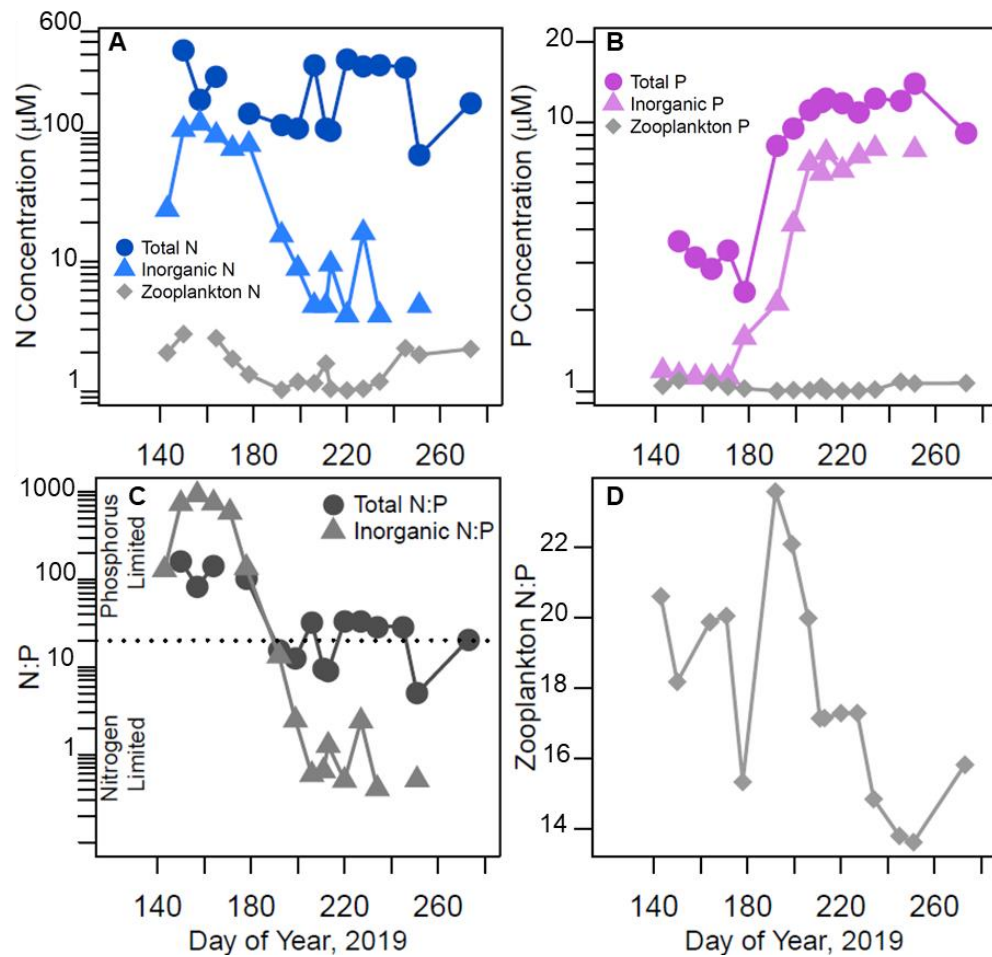 A
N Concentration (µM)
600
100
10
1
Total N
Inorganic N
Zooplankton N
140 180 220 260
B
P Concentration (µM)
20
10
1
Total P
Inorganic P
Zooplankton P
140 180 220 260
C
N:P
1000
100
10
1
Phosphorus
Limited
Nitrogen
Limited
Total N:P
Inorganic N:P
140 180 220 260
Day of Year, 2019
D
Zooplankton N:P
22
20
18
16
14
140 180 220 260
Day of Year, 2019